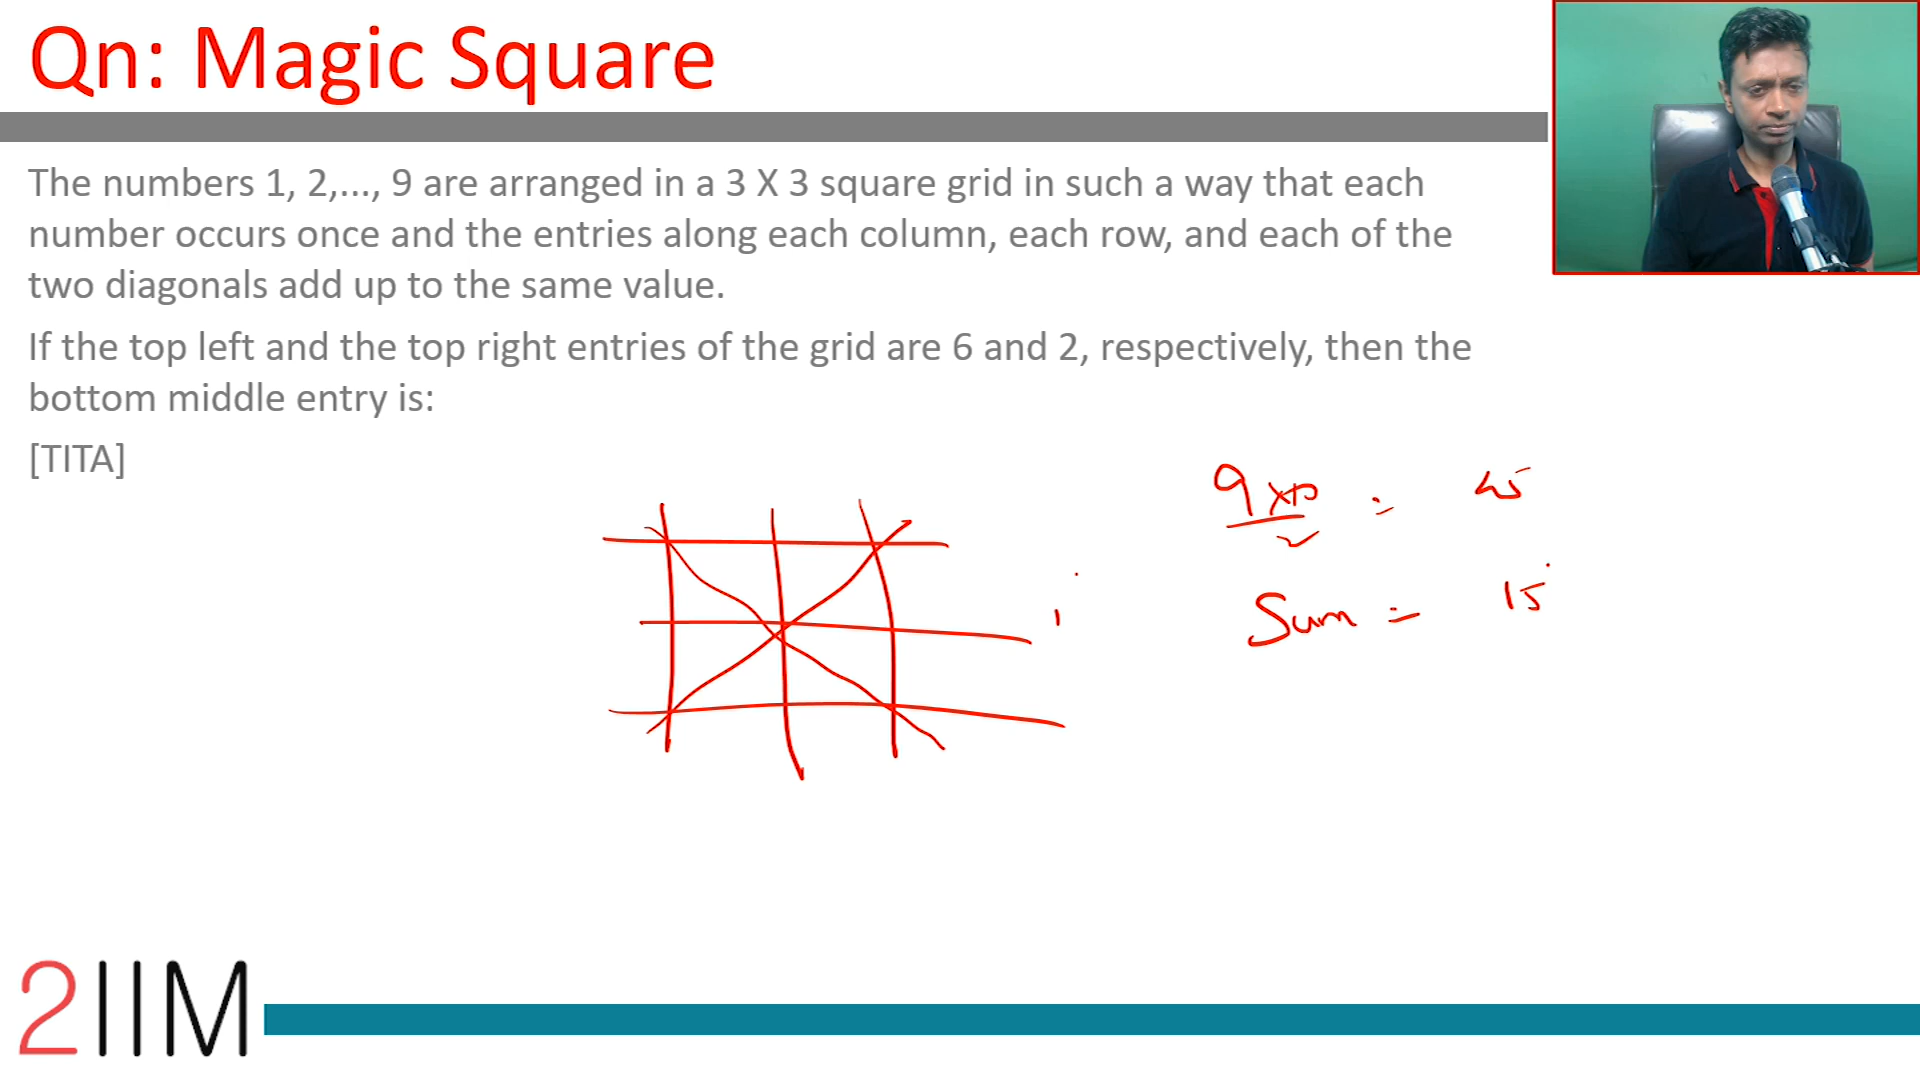 Qn: Magic Square
The numbers 1, 2,..., 9 are arranged in a 3 X 3 square grid in such a way that each
number occurs once and the entries along each column, each row, and each of the
two diagonals add up to the same value.
If the top left and the top right entries of the grid are 6 and 2, respectively, then the
bottom middle entry is:
[TITA]
= 45
Sum = 15
2IIM